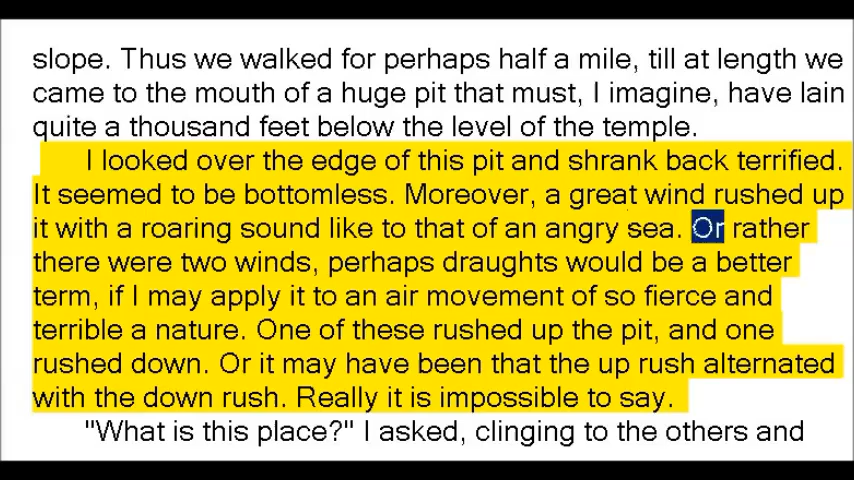 slope. Thus we walked for perhaps half a mile, till at length we
came to the mouth of a huge pit that must, I imagine, have lain
quite a thousand feet below the level of the temple.
I looked over the edge of this pit and shrank back terrified.
It seemed to be bottomless. Moreover, a great wind rushed up
it with a roaring sound like to that of an angry sea. Or rather
there were two winds, perhaps draughts would be a better
term, if I may apply it to an air movement of so fierce and
terrible a nature. One of these rushed up the pit, and one
rushed down. Or it may have been that the up rush alternated
with the down rush. Really it is impossible to say.
"What is this place?" I asked, clinging to the others and